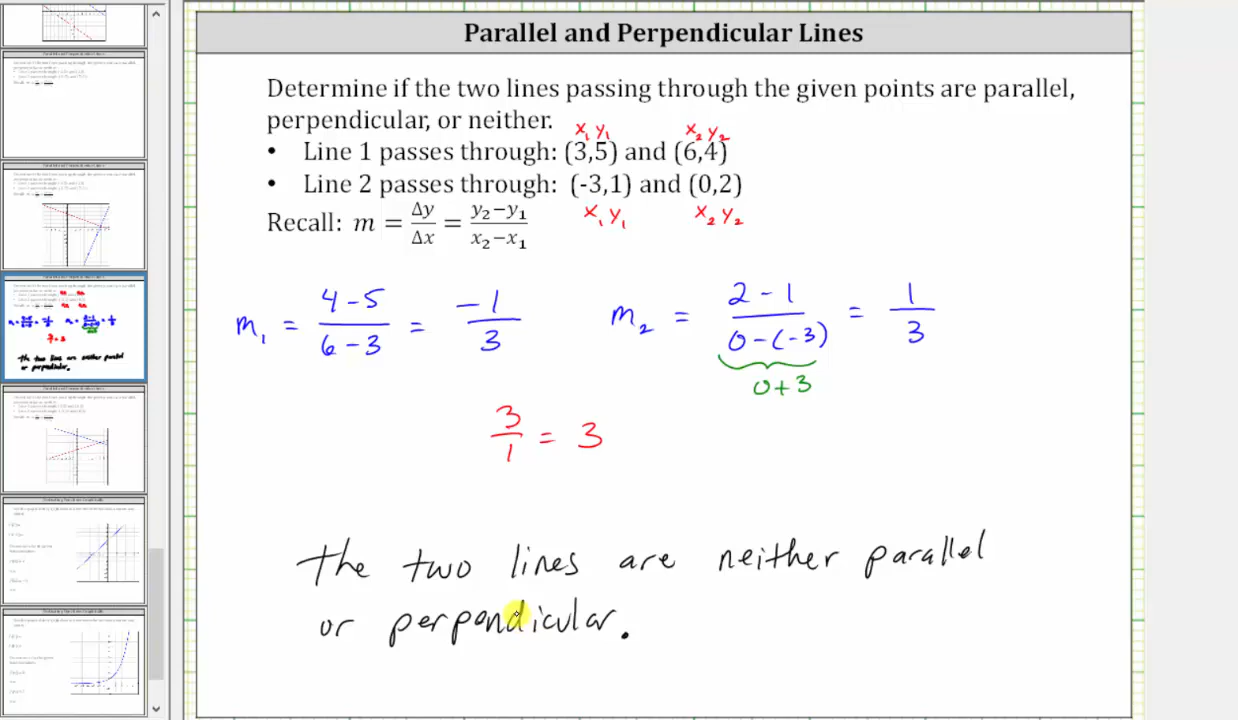 Parallel and Perpendicular Lines
Determine if the two lines passing through the given points are parallel,
perpendicular, or neither.
x₁ y₁ x₂ y₂
• Line 1 passes through: (3,5) and (6,4)
• Line 2 passes through: (-3,1) and (0,2)
x₁ y₁ x₂ y₂
Recall: m = Δy/Δx = y₂−y₁/x₂−x₁
m₁ = 4-5/6-3 = -1/3
m₂ = 2-1/0-(-3) = 1/3
0+3
3/1 = 3
The two lines are neither parallel
or perpendicular.